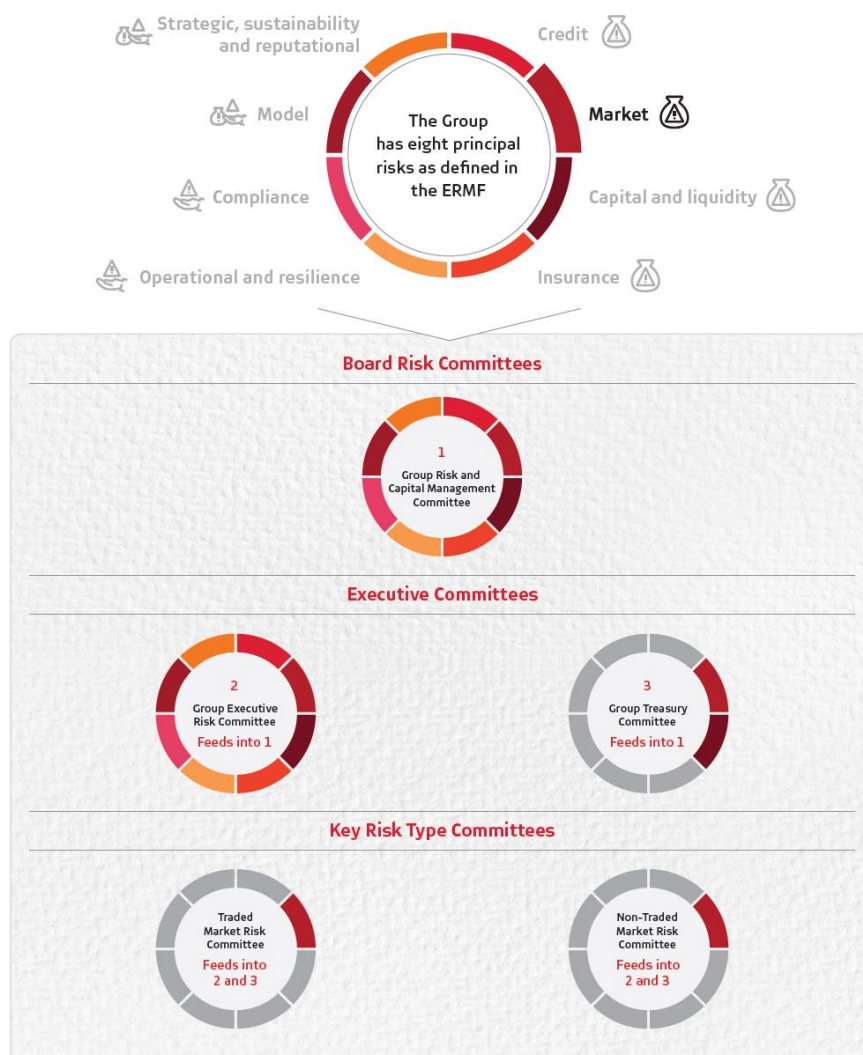 Strategic, sustainability
and reputational
Credit
Model
The Group
has eight principal
risks as defined in
the ERMF
Market
Compliance
Capital and liquidity
Operational and resilience
Insurance
Board Risk Committees
1
Group Risk and
Capital Management
Committee
Executive Committees
2
Group Executive
Risk Committee
Feeds into 1
3
Group Treasury
Committee
Feeds into 1
Key Risk Type Committees
Traded
Market Risk
Committee
Feeds into
2 and 3
Non-Traded
Market Risk
Committee
Feeds into
2 and 3